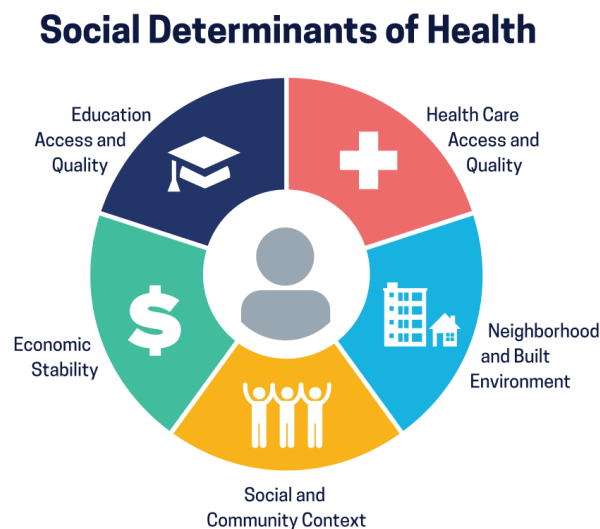 Social Determinants of Health
Education
Access and
Quality
Health Care
Access and
Quality
$
Economic
Stability
Neighborhood
and Built
Environment
Social and
Community Context